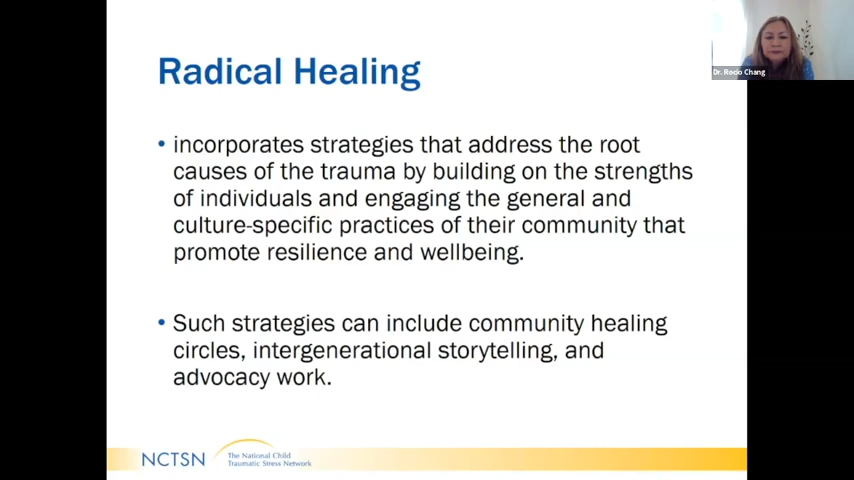 Radical Healing
Dr. Rocio Chang
• incorporates strategies that address the root
causes of the trauma by building on the strengths
of individuals and engaging the general and
culture-specific practices of their community that
promote resilience and wellbeing.
• Such strategies can include community healing
circles, intergenerational storytelling, and
advocacy work.
NCTSN
The National Child
Traumatic Stress Network